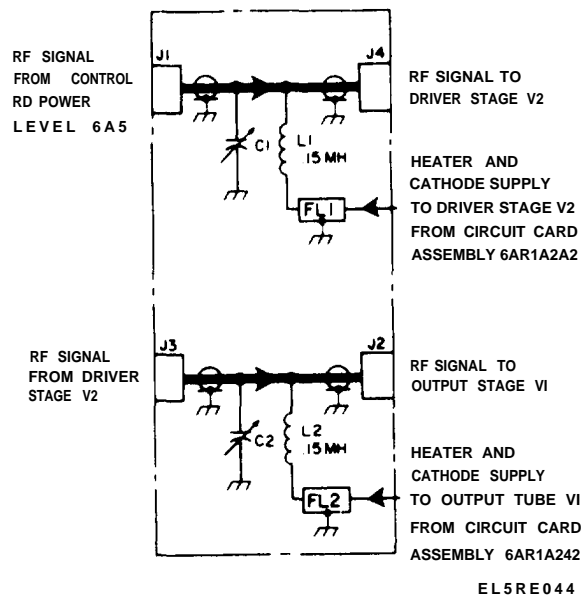 RF SIGNAL
FROM CONTROL
RD POWER
LEVEL 6A5
J1
J4
RF SIGNAL TO
DRIVER STAGE V2
C1
L1
.15 MH
FL1
HEATER AND
CATHODE SUPPLY
TO DRIVER STAGE V2
FROM CIRCUIT CARD
ASSEMBLY 6AR1A2A2
RF SIGNAL
FROM DRIVER
STAGE V2
J3
J2
RF SIGNAL TO
OUTPUT STAGE VI
C2
L2
.15 MH
FL2
HEATER AND
CATHODE SUPPLY
TO OUTPUT TUBE VI
FROM CIRCUIT CARD
ASSEMBLY 6AR1A242
EL5RE044